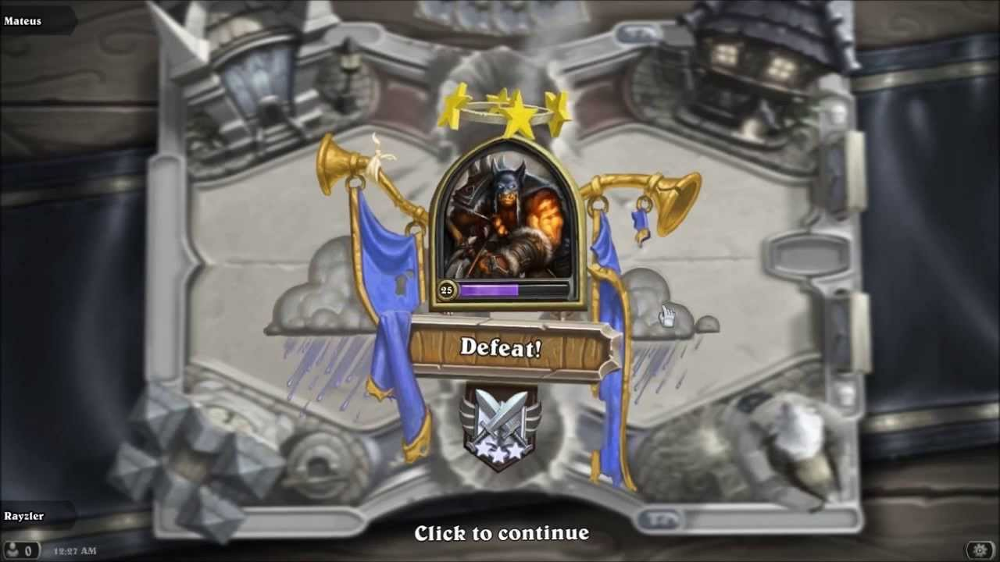 Mateus
25
Defeat!
Click to continue
Rayzler
0
12:27 AM